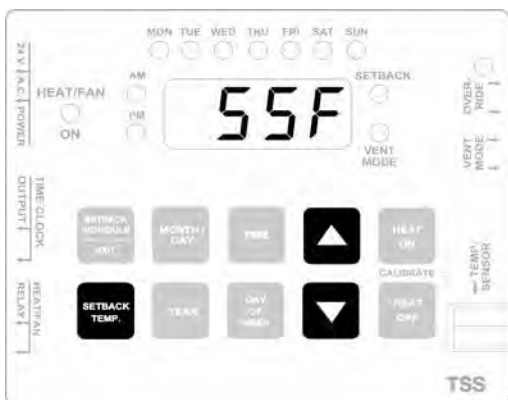 MON TUE WED THU FRI SAT SUN
24 V A.C. POWER
HEAT/FAN
ON
AM
PM
55F
SETBACK
VENT
MODE
OVER-
RIDE
VENT
MODE
TIME CLOCK
OUTPUT
HEAT/FAN
RELAY
SETBACK
SCHEDULE
EXIT
MONTH /
DAY
TIME
HEAT
ON
CALIBRATE
SETBACK
TEMP.
YEAR
DAY
OF
WEEK
HEAT
OFF
TEMP.
SENSOR
TSS